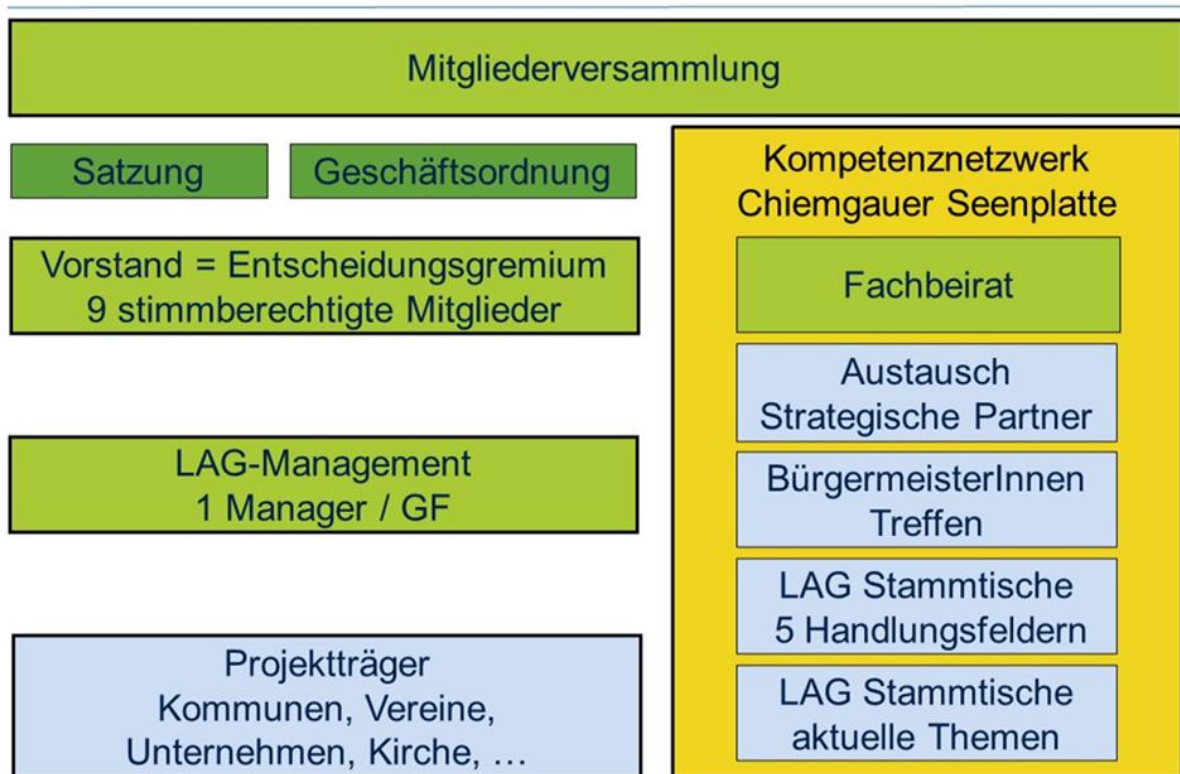 Mitgliederversammlung
Satzung
Geschäftsordnung
Vorstand = Entscheidungsgremium
9 stimmberechtigte Mitglieder
LAG-Management
1 Manager / GF
Projektträger
Kommunen, Vereine,
Unternehmen, Kirche, …
Kompetenznetzwerk
Chiemgauer Seenplatte
Fachbeirat
Austausch
Strategische Partner
BürgermeisterInnen
Treffen
LAG Stammtische
5 Handlungsfeldern
LAG Stammtische
aktuelle Themen